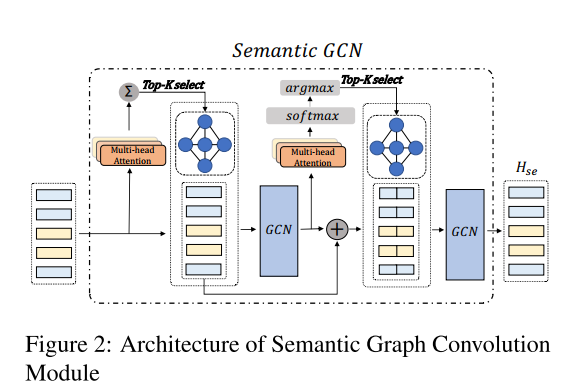 Semantic GCN
Top-K select
Σ
Multi-head
Attention
GCN
argmax
Top-K select
softmax
Multi-head
Attention
+
GCN
H_se
Figure 2: Architecture of Semantic Graph Convolution
Module